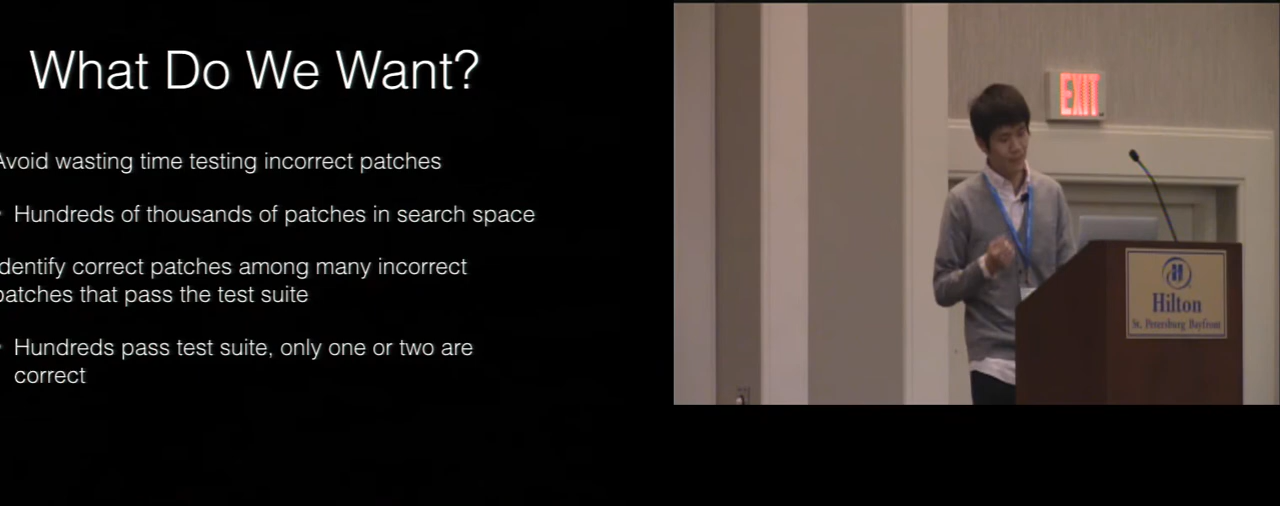 What Do We Want?
Avoid wasting time testing incorrect patches
• Hundreds of thousands of patches in search space
dentify correct patches among many incorrect
patches that pass the test suite
• Hundreds pass test suite, only one or two are
correct
EXIT
Hilton
St. Petersburg Bayfront